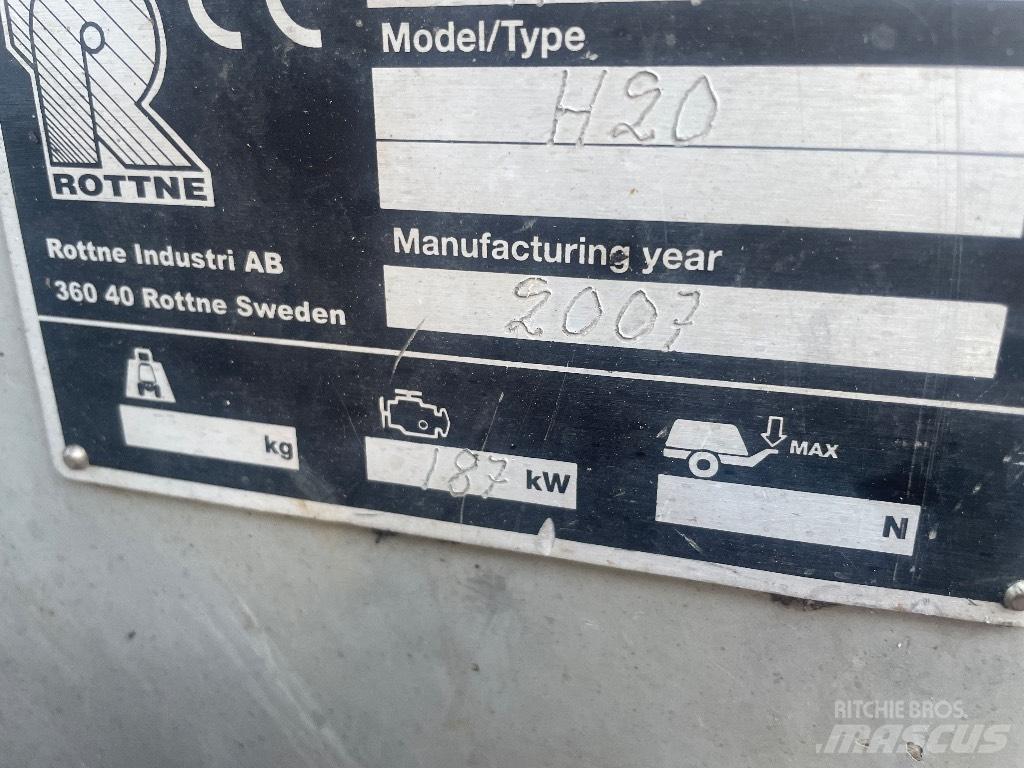 CE
Model/Type
H20
R
ROTTNE
Rottne Industri AB
360 40 Rottne Sweden
Manufacturing year
2007
kg
187 kW
MAX
N
RITCHIE BROS.
MASCUS